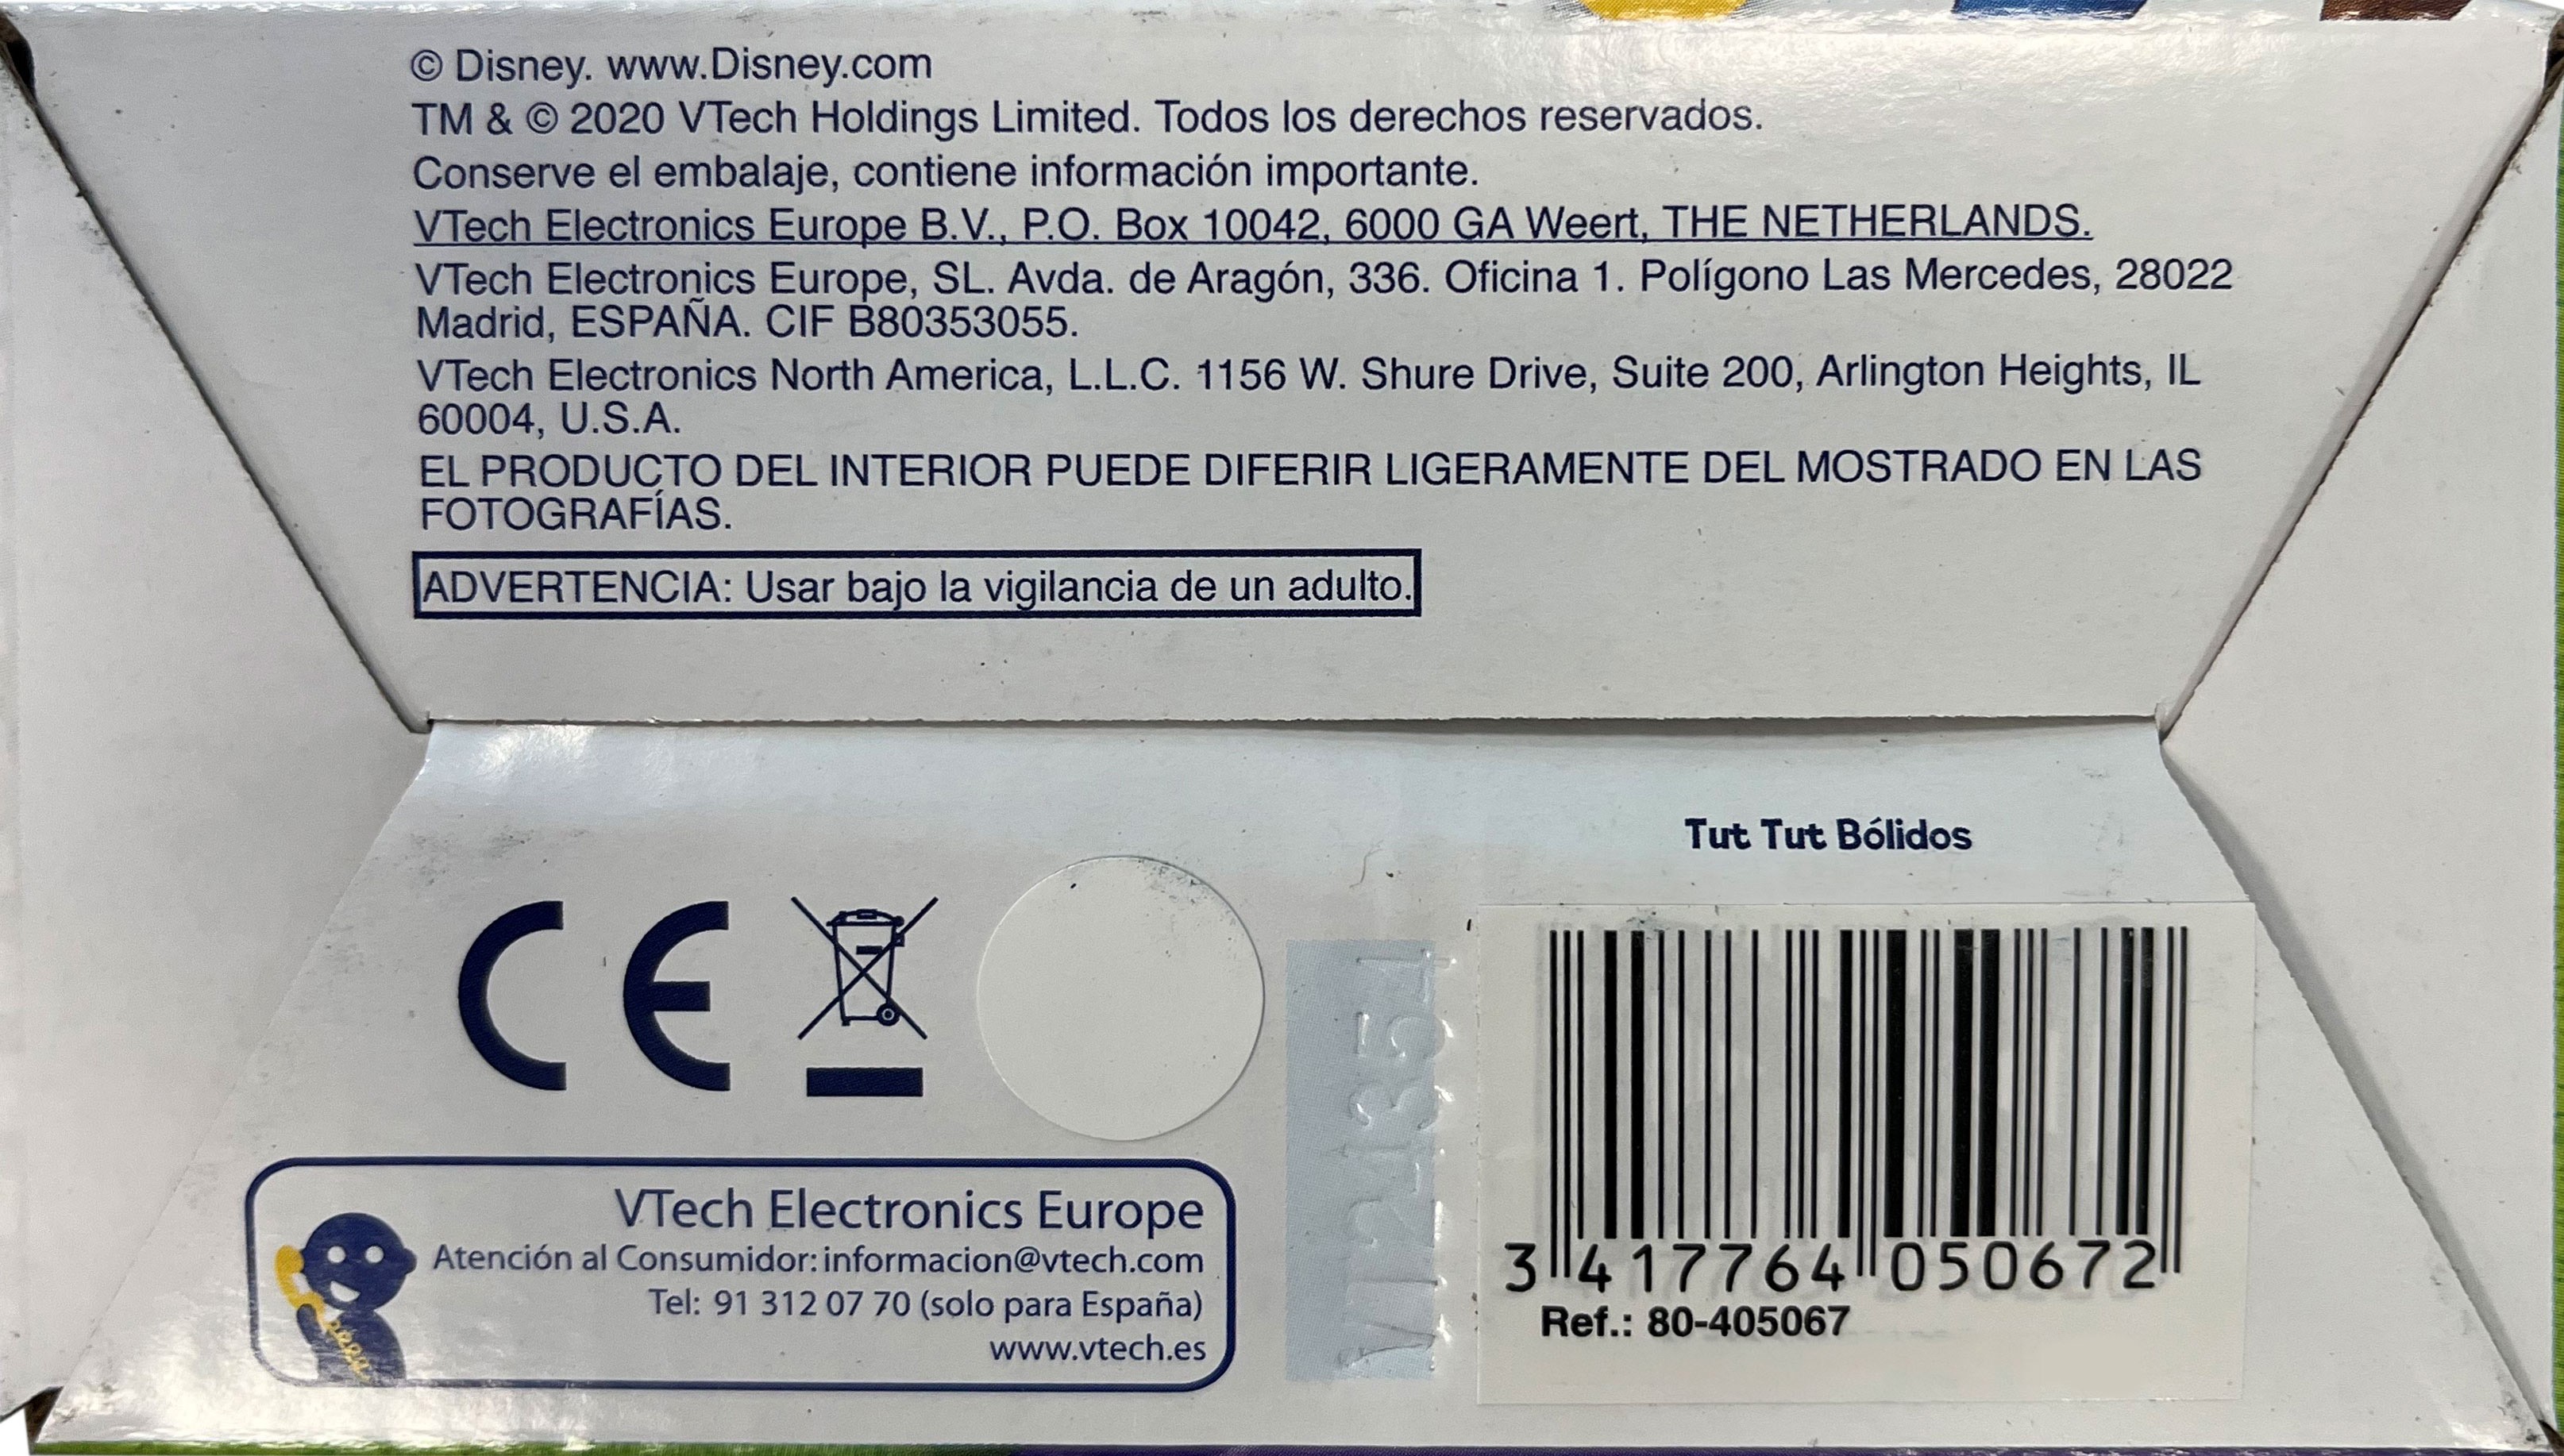 © Disney. www.Disney.com
TM & © 2020 VTech Holdings Limited. Todos los derechos reservados.
Conserve el embalaje, contiene información importante.
VTech Electronics Europe B.V., P.O. Box 10042, 6000 GA Weert, THE NETHERLANDS.
VTech Electronics Europe, SL. Avda. de Aragón, 336. Oficina 1. Polígono Las Mercedes, 28022
Madrid, ESPAÑA. CIF B80353055.
VTech Electronics North America, L.L.C. 1156 W. Shure Drive, Suite 200, Arlington Heights, IL
60004, U.S.A.
EL PRODUCTO DEL INTERIOR PUEDE DIFERIR LIGERAMENTE DEL MOSTRADO EN LAS
FOTOGRAFÍAS.
ADVERTENCIA: Usar bajo la vigilancia de un adulto.
Tut Tut Bólidos
CE
VTech Electronics Europe
Atención al Consumidor: informacion@vtech.com
Tel: 91 312 07 70 (solo para España)
www.vtech.es
3 417764 050672
Ref.: 80-405067